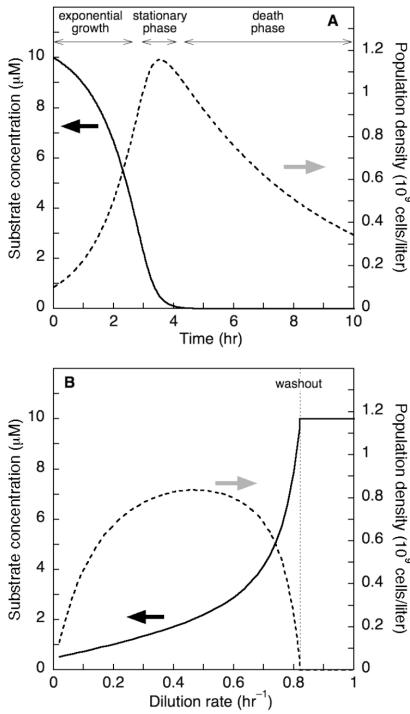 exponential growth
stationary phase
death phase
A
Substrate concentration (μM)
10
8
6
4
2
0
1.2
1
0.8
0.6
0.4
0.2
0
Population density (10⁹ cells/liter)
0 2 4 6 8 10
Time (hr)
B
washout
Substrate concentration (μM)
10
8
6
4
2
0
1.2
1
0.8
0.6
0.4
0.2
0
Population density (10⁹ cells/liter)
0 0.2 0.4 0.6 0.8 1
Dilution rate (hr⁻¹)